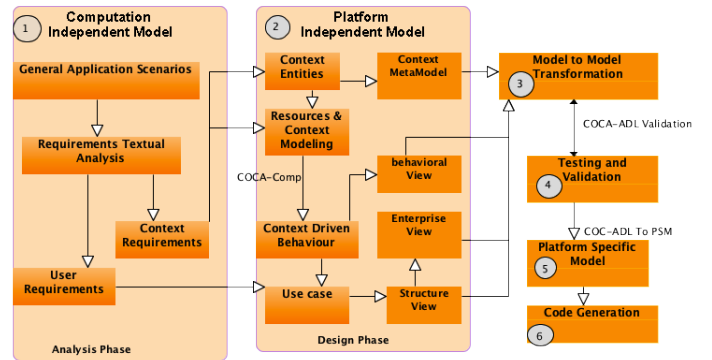 1
Computation
Independent Model
General Application Scenarios
Requirements Textual
Analysis
Context
Requirements
User
Requirements
Analysis Phase
2
Platform
Independent Model
Context
Entities
Context
MetaModel
Resources &
Context
Modeling
COCA-Comp
behavioral
View
Context Driven
Behaviour
Enterprise
View
Use case
Structure
View
Design Phase
Model to Model
Transformation
3
COCA-ADL Validation
Testing and
Validation
4
COC-ADL To PSM
Platform Specific
Model
5
Code Generation
6